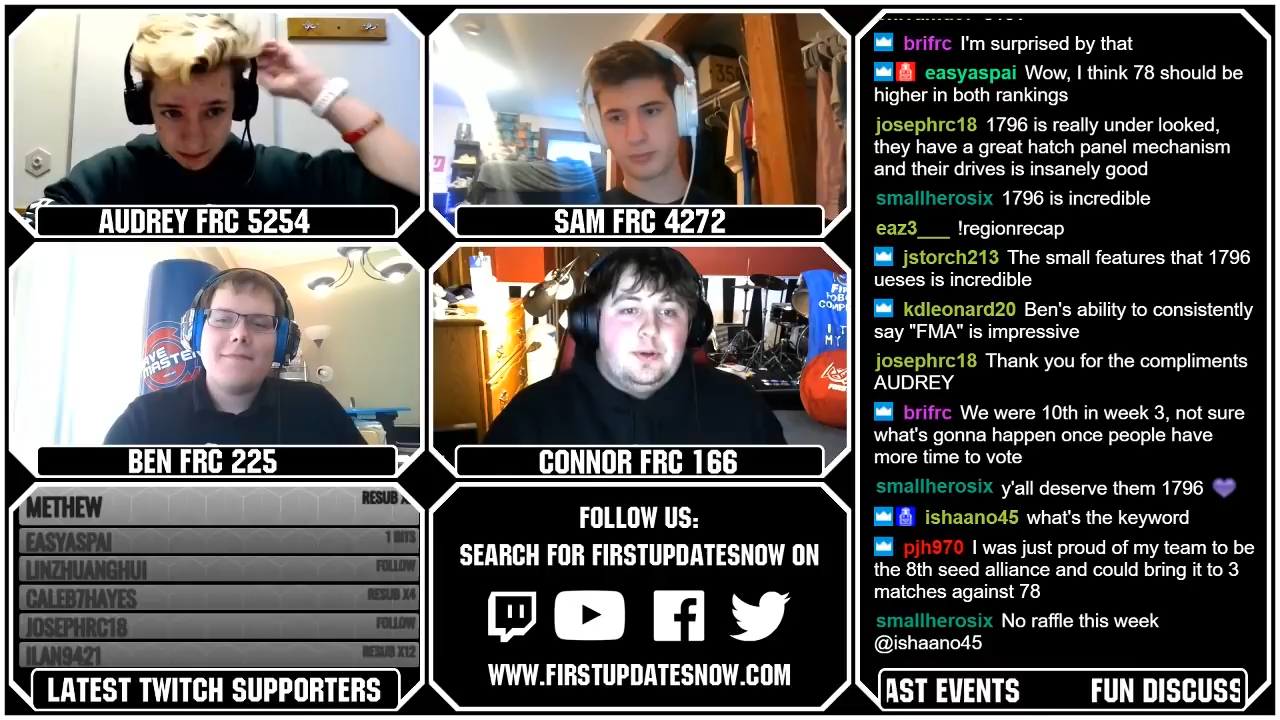 AUDREY FRC 5254
SAM FRC 4272
BEN FRC 225
CONNOR FRC 166
METHEW RESUB
EASYASPAI 1 BITS
LINZHUANGHUI FOLLOW
CALEB7HAYES RESUB X4
JOSEPHRC18 FOLLOW
ILAN9421 RESUB X12
LATEST TWITCH SUPPORTERS
FOLLOW US:
SEARCH FOR FIRSTUPDATESNOW ON
WWW.FIRSTUPDATESNOW.COM
brifrc I'm surprised by that
easyaspai Wow, I think 78 should be
higher in both rankings
josephrc18 1796 is really under looked,
they have a great hatch panel mechanism
and their drives is insanely good
smallherosix 1796 is incredible
eaz3___ !regionrecap
jstorch213 The small features that 1796
ueses is incredible
kdleonard20 Ben's ability to consistently
say "FMA" is impressive
josephrc18 Thank you for the compliments
AUDREY
brifrc We were 10th in week 3, not sure
what's gonna happen once people have
more time to vote
smallherosix y'all deserve them 1796
ishaano45 what's the keyword
pjh970 I was just proud of my team to be
the 8th seed alliance and could bring it to 3
matches against 78
smallherosix No raffle this week
@ishaano45
AST EVENTS FUN DISCUSS